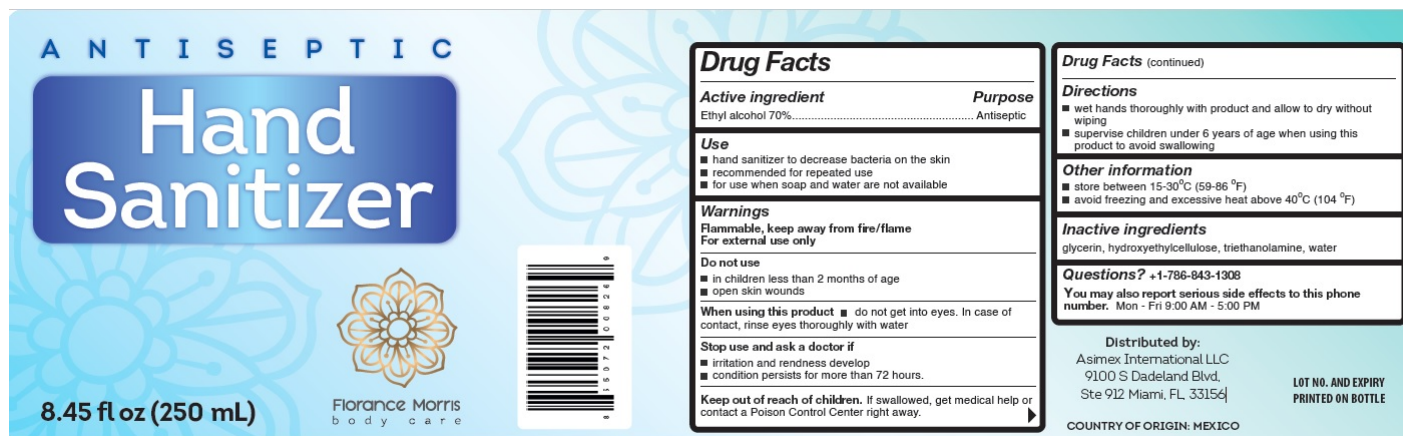 ANTISEPTIC
Hand
Sanitizer
8.45 fl oz (250 mL)
Florance Morris
body care
8 55072 00826 9
Drug Facts
Active ingredient Purpose
Ethyl alcohol 70%........................................................ Antiseptic
Use
■ hand sanitizer to decrease bacteria on the skin
■ recommended for repeated use
■ for use when soap and water are not available
Warnings
Flammable, keep away from fire/flame
For external use only
Do not use
■ in children less than 2 months of age
■ open skin wounds
When using this product ■ do not get into eyes. In case of
contact, rinse eyes thoroughly with water
Stop use and ask a doctor if
■ irritation and rendness develop
■ condition persists for more than 72 hours.
Keep out of reach of children. If swallowed, get medical help or
contact a Poison Control Center right away.
Drug Facts (continued)
Directions
■ wet hands thoroughly with product and allow to dry without
wiping
■ supervise children under 6 years of age when using this
product to avoid swallowing
Other information
■ store between 15-30⁰C (59-86 ⁰F)
■ avoid freezing and excessive heat above 40⁰C (104 ⁰F)
Inactive ingredients
glycerin, hydroxyethylcellulose, triethanolamine, water
Questions? +1-786-843-1308
You may also report serious side effects to this phone
number. Mon - Fri 9:00 AM - 5:00 PM
Distributed by:
Asimex International LLC
9100 S Dadeland Blvd,
Ste 912 Miami, FL, 33156
COUNTRY OF ORIGIN: MEXICO
LOT NO. AND EXPIRY
PRINTED ON BOTTLE